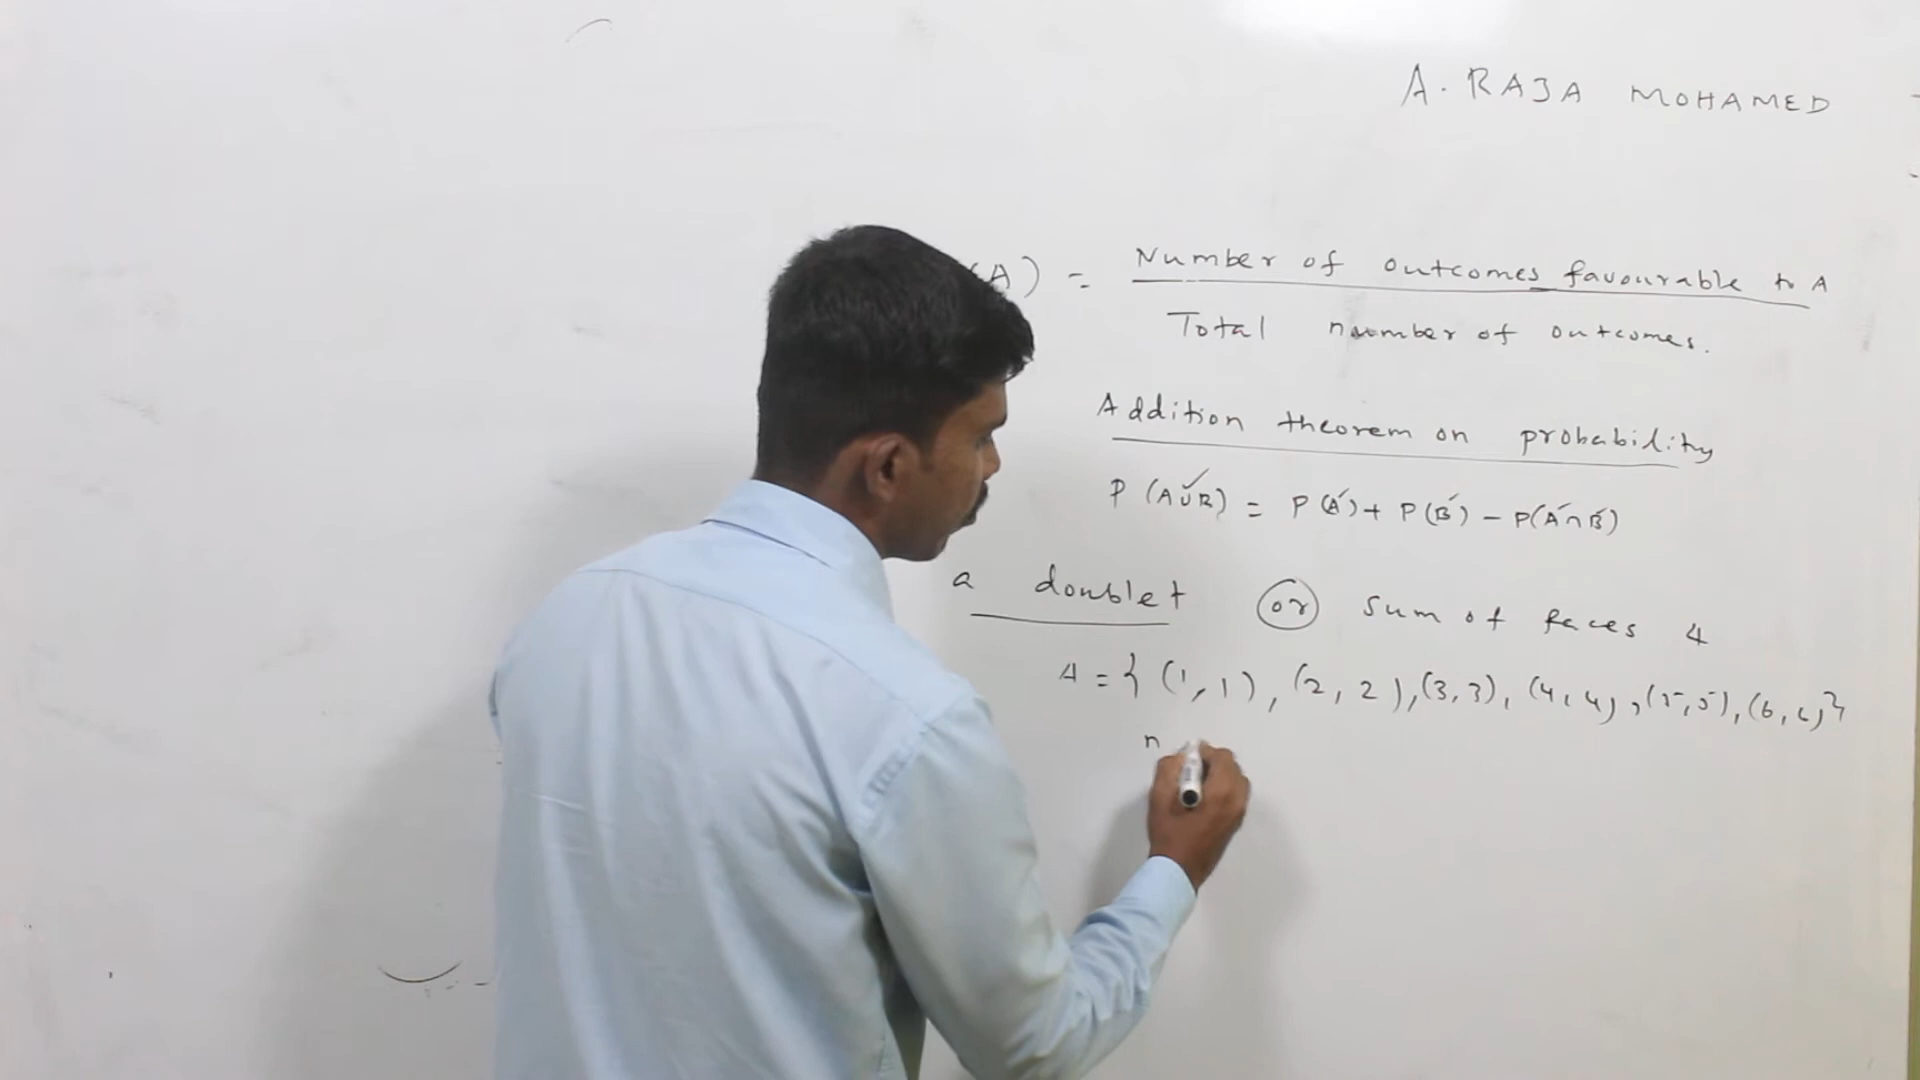 A. RAJA MOHAMED
(A) = Number of outcomes favourable to A
Total number of outcomes.
Addition theorem on probability
P (A∪B) = P(A) + P(B) - P(A∩B)
a doublet or sum of faces 4
A = { (1, 1), (2, 2), (3, 3), (4, 4), (5, 5), (6, 6) }
n